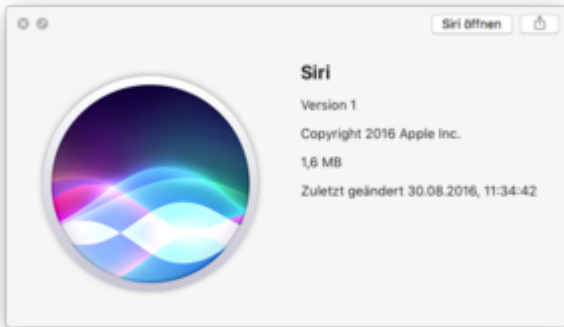 Siri öffnen
Siri
Version 1
Copyright 2016 Apple Inc.
1,6 MB
Zuletzt geändert 30.08.2016, 11:34:42